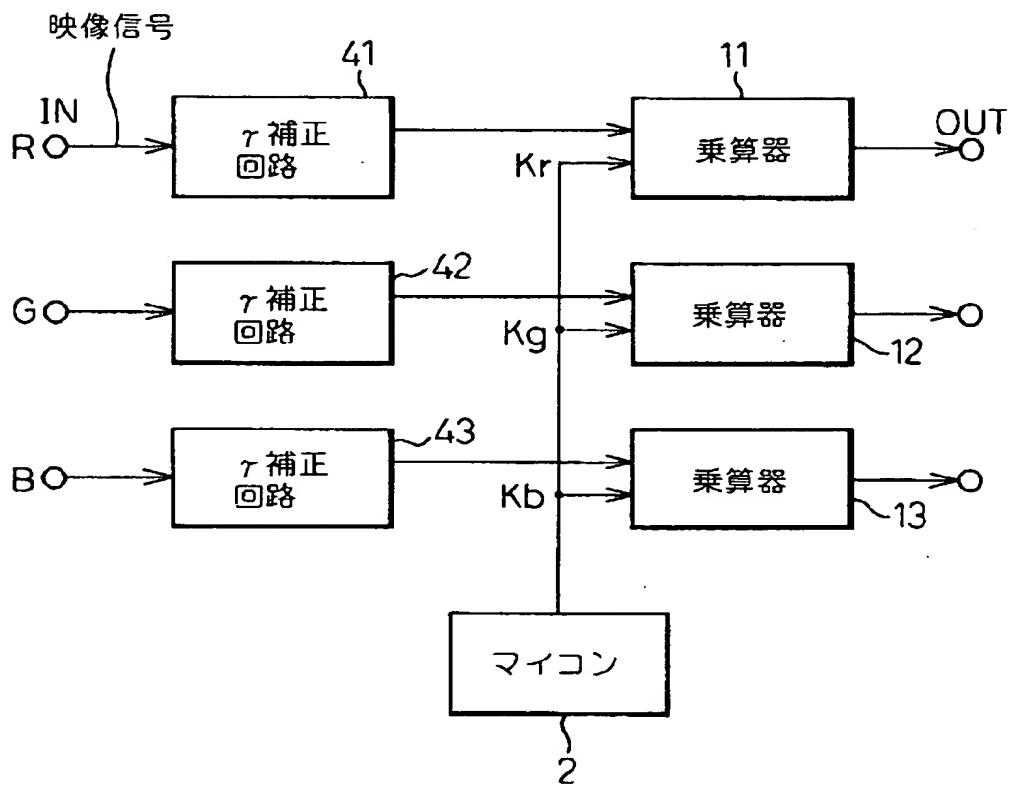 映像信号
IN
R
41
γ補正
回路
Kr
11
乗算器
OUT
G
42
γ補正
回路
Kg
乗算器
12
B
43
γ補正
回路
Kb
乗算器
13
マイコン
2